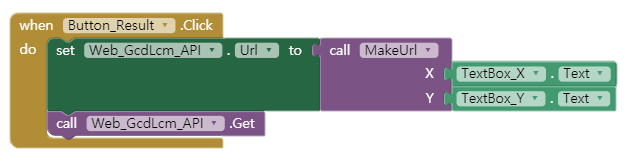 when Button_Result .Click
do set Web_GcdLcm_API . Url to call MakeUrl
X TextBox_X . Text
Y TextBox_Y . Text
call Web_GcdLcm_API .Get